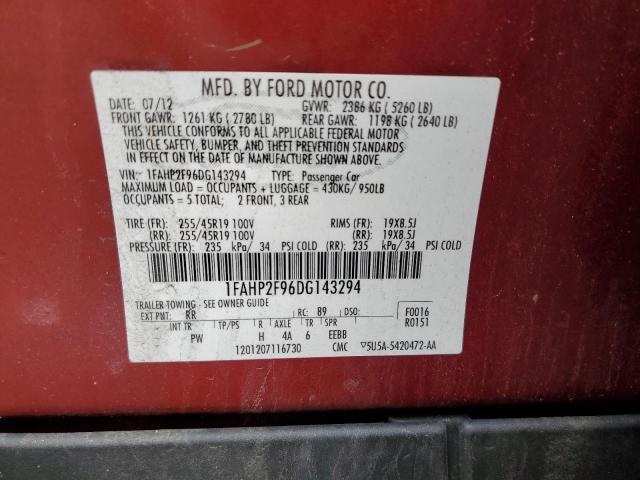 MFD. BY FORD MOTOR CO.
DATE: 07/12 GVWR: 2386 KG ( 5260 LB)
FRONT GAWR: 1261 KG ( 2780 LB) REAR GAWR: 1198 KG ( 2640 LB)
THIS VEHICLE CONFORMS TO ALL APPLICABLE FEDERAL MOTOR
VEHICLE SAFETY, BUMPER, AND THEFT PREVENTION STANDARDS
IN EFFECT ON THE DATE OF MANUFACTURE SHOWN ABOVE.
VIN: 1FAHP2F96DG143294 TYPE: Passenger Car
MAXIMUM LOAD = OCCUPANTS + LUGGAGE = 430KG/ 950LB
OCCUPANTS = 5 TOTAL; 2 FRONT, 3 REAR
TIRE (FR): 255/45R19 100V RIMS (FR): 19X8.5J
(RR): 255/45R19 100V (RR): 19X8.5J
PRESSURE (FR): 235 kPa/ 34 PSI COLD (RR): 235 kPa/ 34 PSI COLD
1FAHP2F96DG143294
TRAILER TOWING - SEE OWNER GUIDE
EXT PNT: RR RC: 89 DSO: F0016
INT TR TP/PS R AXLE TR SPR R0151
PW H 4A 6 EEBB
1201207116730 CMC ▽5U5A-5420472-AA